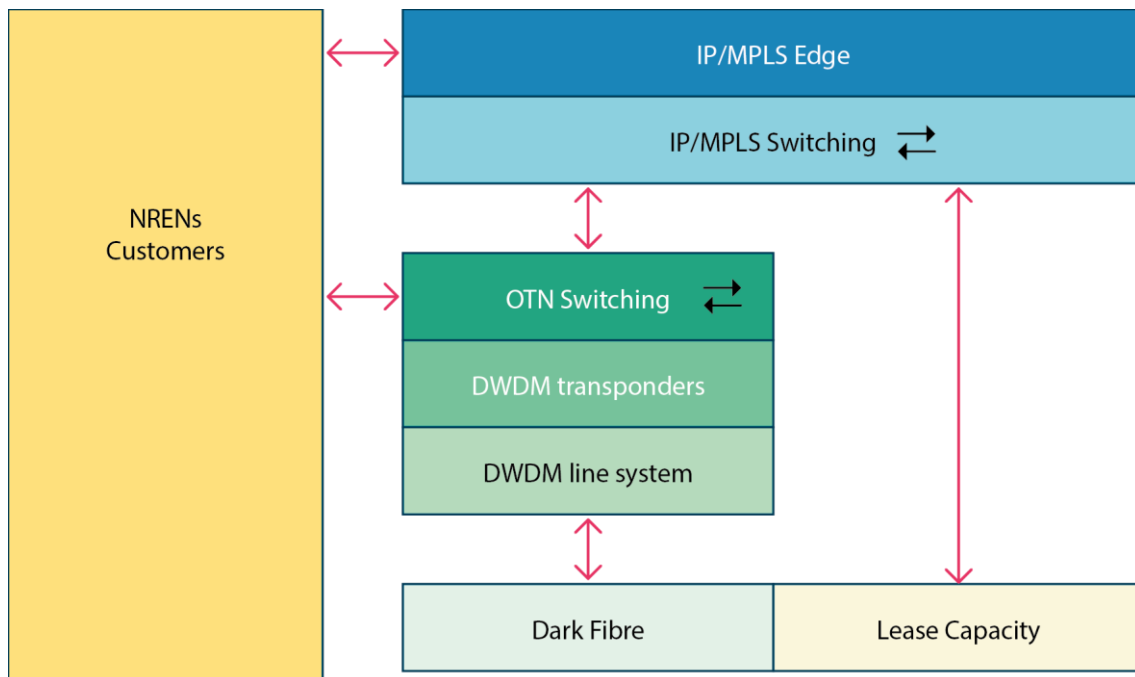 NRENs
Customers
IP/MPLS Edge
IP/MPLS Switching
OTN Switching
DWDM transponders
DWDM line system
Dark Fibre
Lease Capacity